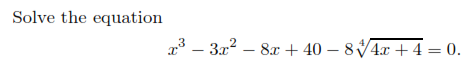 Solve the equation
x³ − 3x² − 8x + 40 − 8∜(4x + 4) = 0.